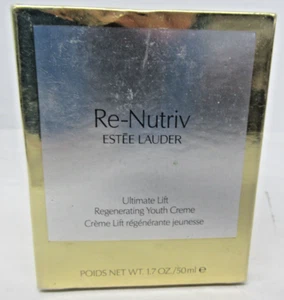 Re-Nutriv
ESTĒE LAUDER
Ultimate Lift
Regenerating Youth Creme
Crème Lift régénérante jeunesse
POIDS NET WT. 1.7 OZ./50ml ℮